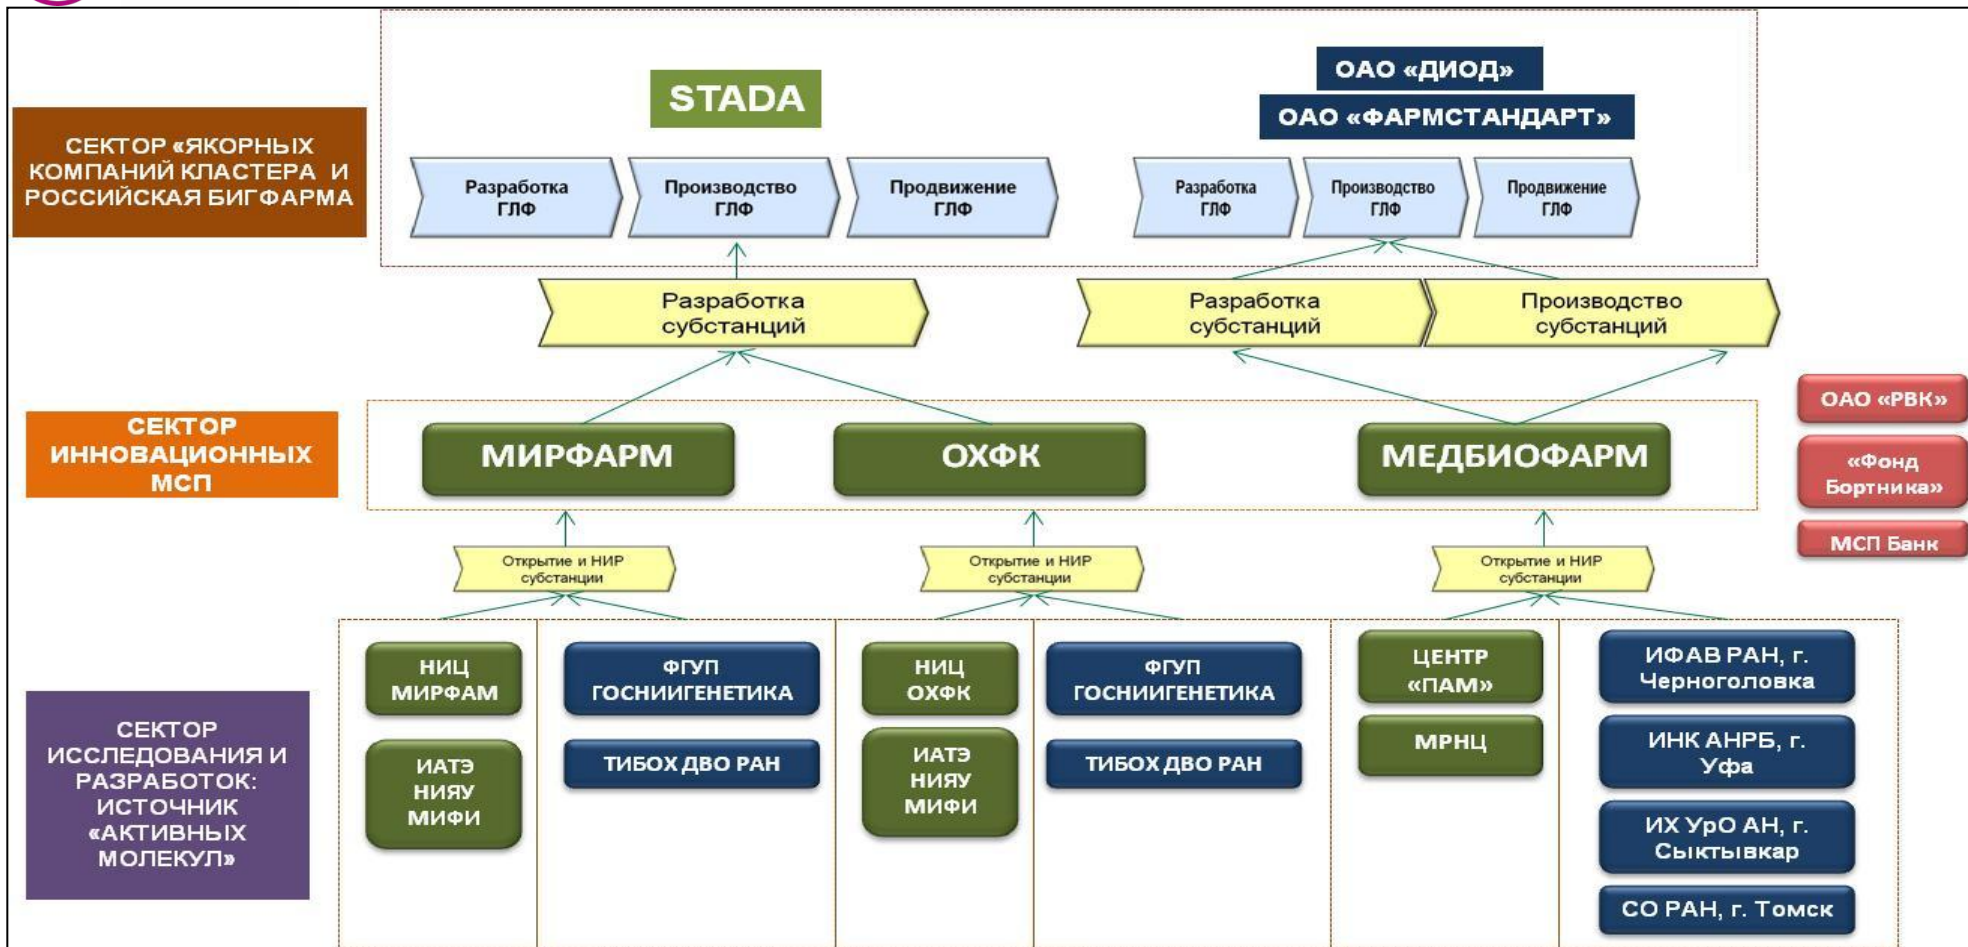 СЕКТОР «ЯКОРНЫХ
КОМПАНИЙ КЛАСТЕРА И
РОССИЙСКАЯ БИГФАРМА
STADA
ОАО «ДИОД»
ОАО «ФАРМСТАНДАРТ»
Разработка
ГЛФ
Производство
ГЛФ
Продвижение
ГЛФ
Разработка
ГЛФ
Производство
ГЛФ
Продвижение
ГЛФ
Разработка
субстанций
Разработка
субстанций
Производство
субстанций
СЕКТОР
ИННОВАЦИОННЫХ
МСП
МИРФАРМ
ОХФК
МЕДБИОФАРМ
ОАО «РВК»
«Фонд
Бортника»
МСП Банк
Открытие и НИР
субстанции
Открытие и НИР
субстанции
Открытие и НИР
субстанции
СЕКТОР
ИССЛЕДОВАНИЯ И
РАЗРАБОТОК:
ИСТОЧНИК
«АКТИВНЫХ
МОЛЕКУЛ»
НИЦ
МИРФАМ
ИАТЭ
НИЯУ
МИФИ
ФГУП
ГОСНИИГЕНЕТИКА
ТИБОХ ДВО РАН
НИЦ
ОХФК
ИАТЭ
НИЯУ
МИФИ
ФГУП
ГОСНИИГЕНЕТИКА
ТИБОХ ДВО РАН
ЦЕНТР
«ПАМ»
МРНЦ
ИФАВ РАН, г.
Черноголовка
ИНК АНРБ, г.
Уфа
ИХ УрО АН, г.
Сыктывкар
СО РАН, г. Томск